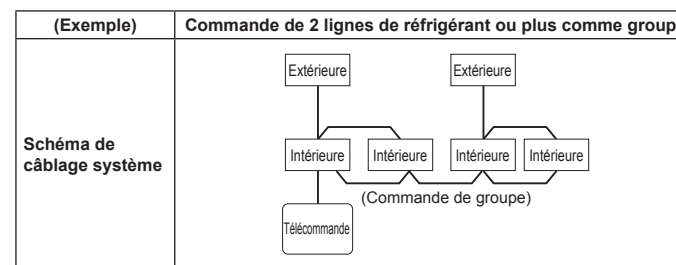 (Exemple)
Commande de 2 lignes de réfrigérant ou plus comme group
Extérieure
Extérieure
Schéma de
câblage système
Intérieure
Intérieure
Intérieure
Intérieure
(Commande de groupe)
Télécommande